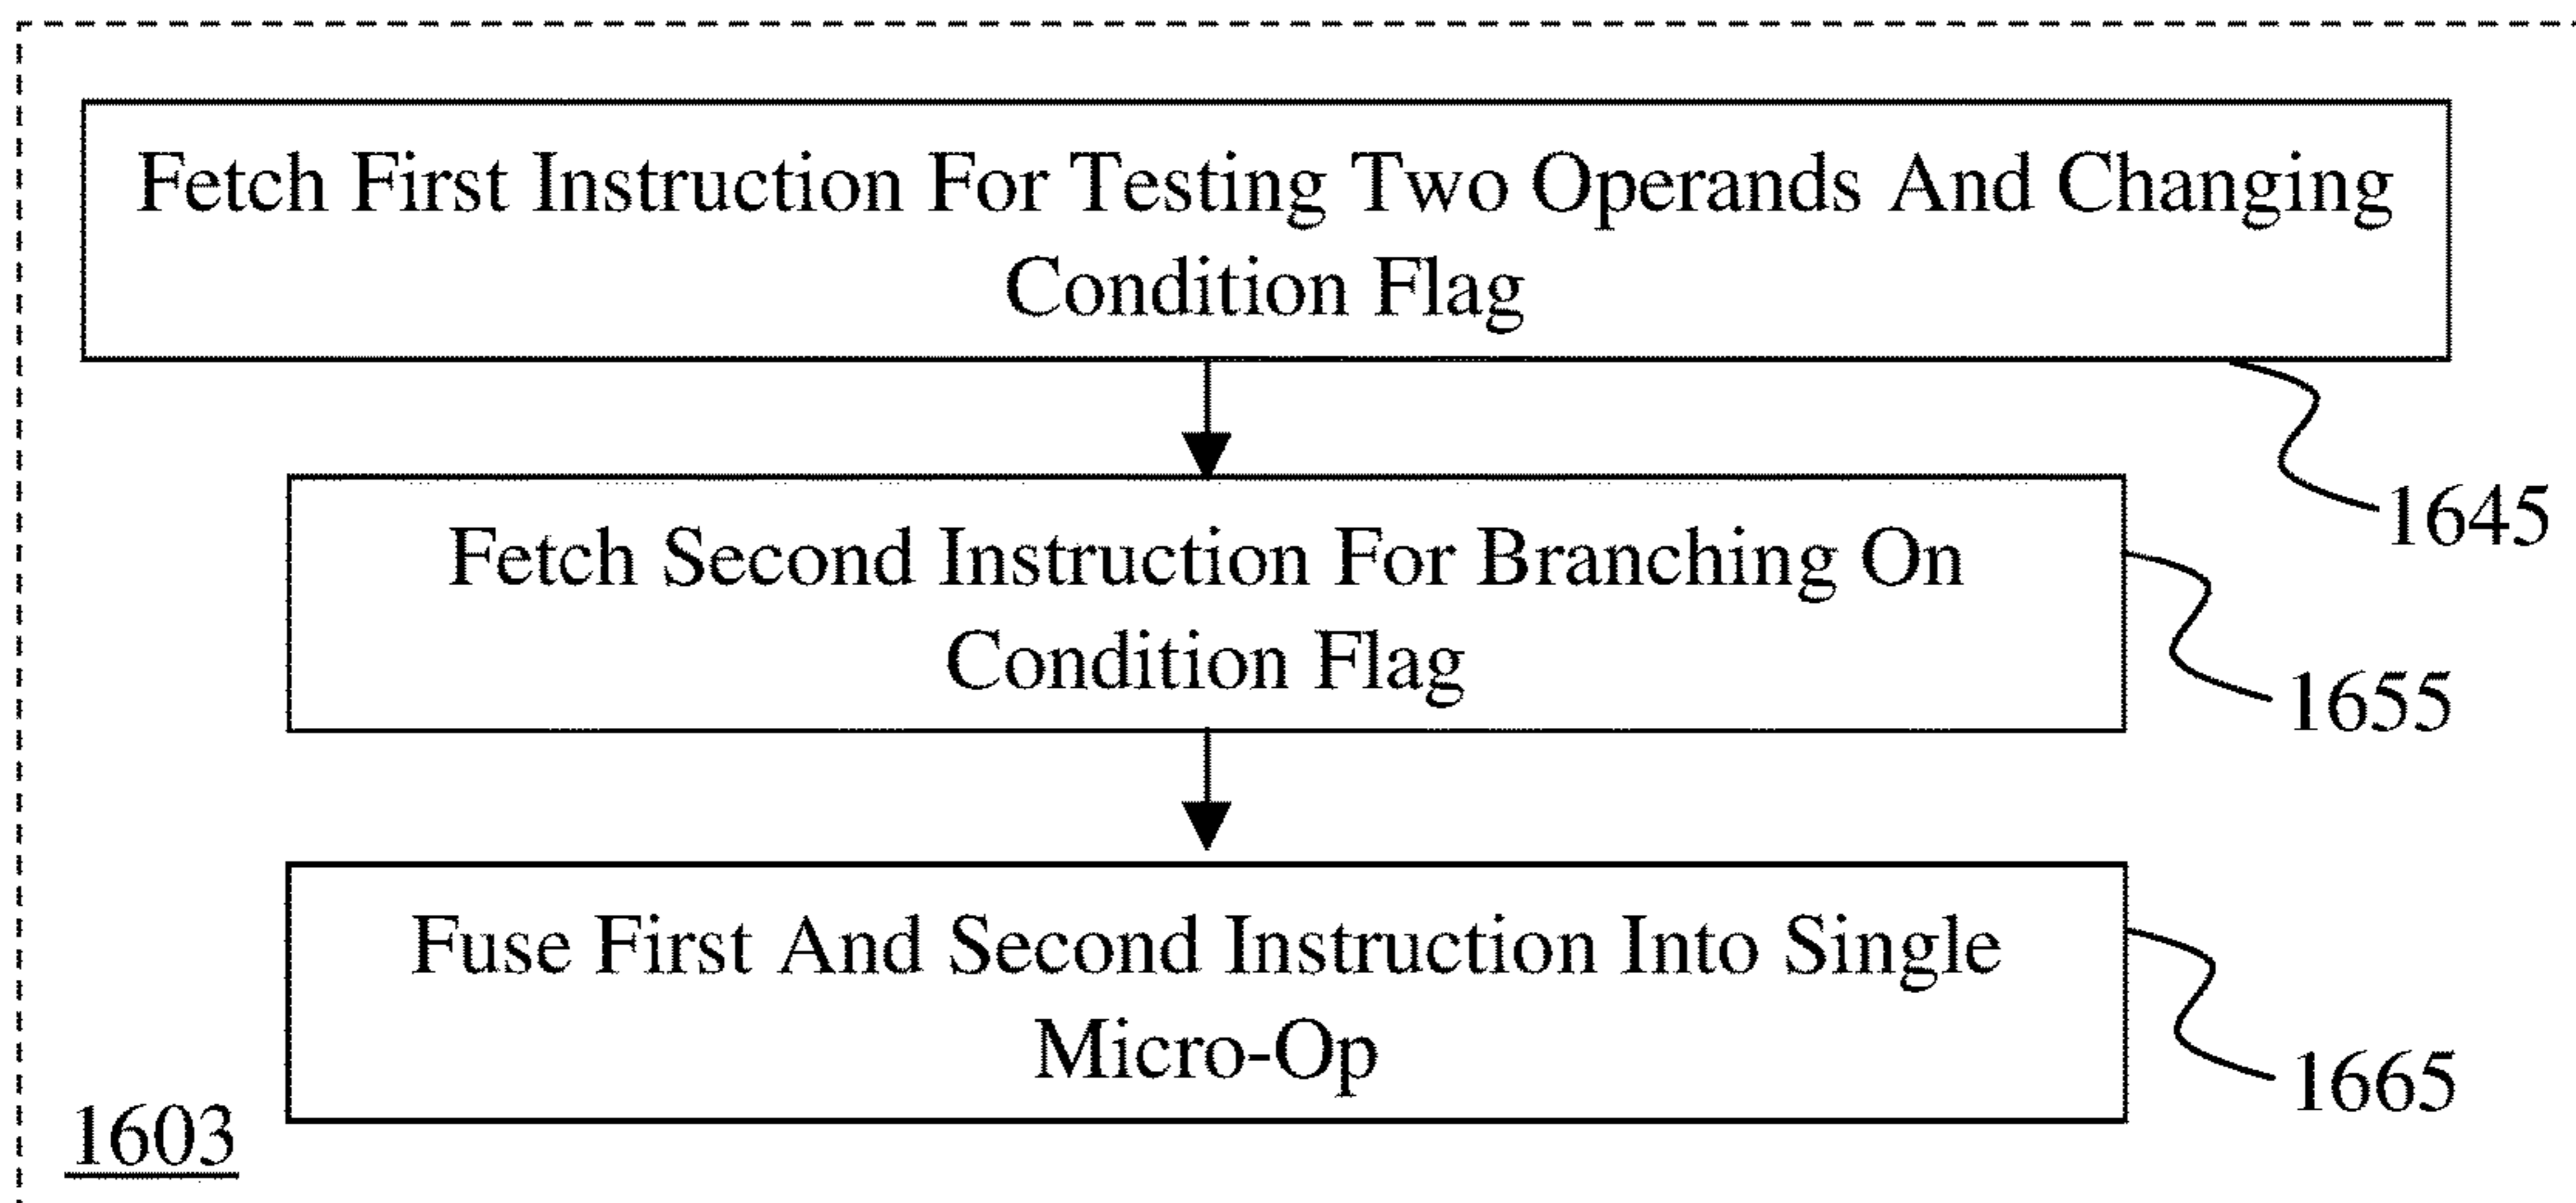 Fetch First Instruction For Testing Two Operands And Changing
Condition Flag
1645
Fetch Second Instruction For Branching On
Condition Flag
1655
Fuse First And Second Instruction Into Single
Micro-Op
1665
1603